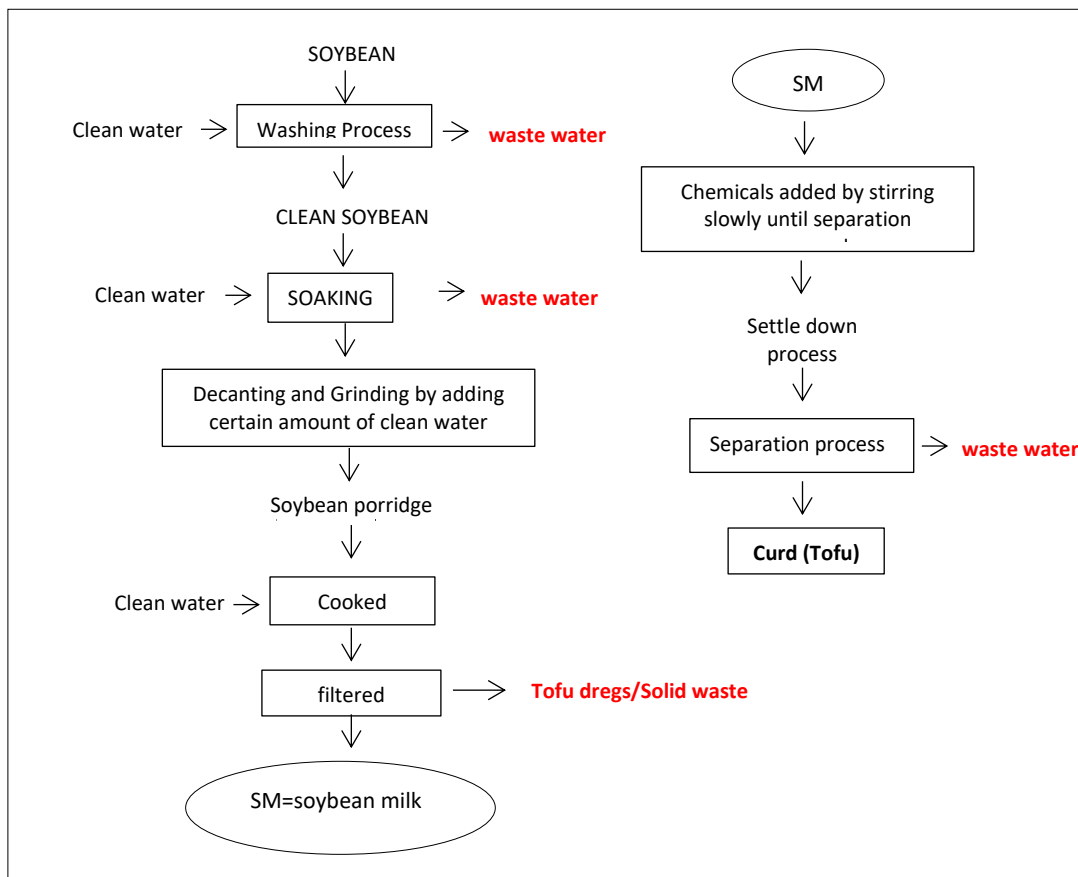 SOYBEAN
Clean water
Washing Process
waste water
CLEAN SOYBEAN
Clean water
SOAKING
waste water
Decanting and Grinding by adding
certain amount of clean water
Soybean porridge
Clean water
Cooked
filtered
Tofu dregs/Solid waste
SM=soybean milk
SM
Chemicals added by stirring
slowly until separation
Settle down
process
Separation process
waste water
Curd (Tofu)